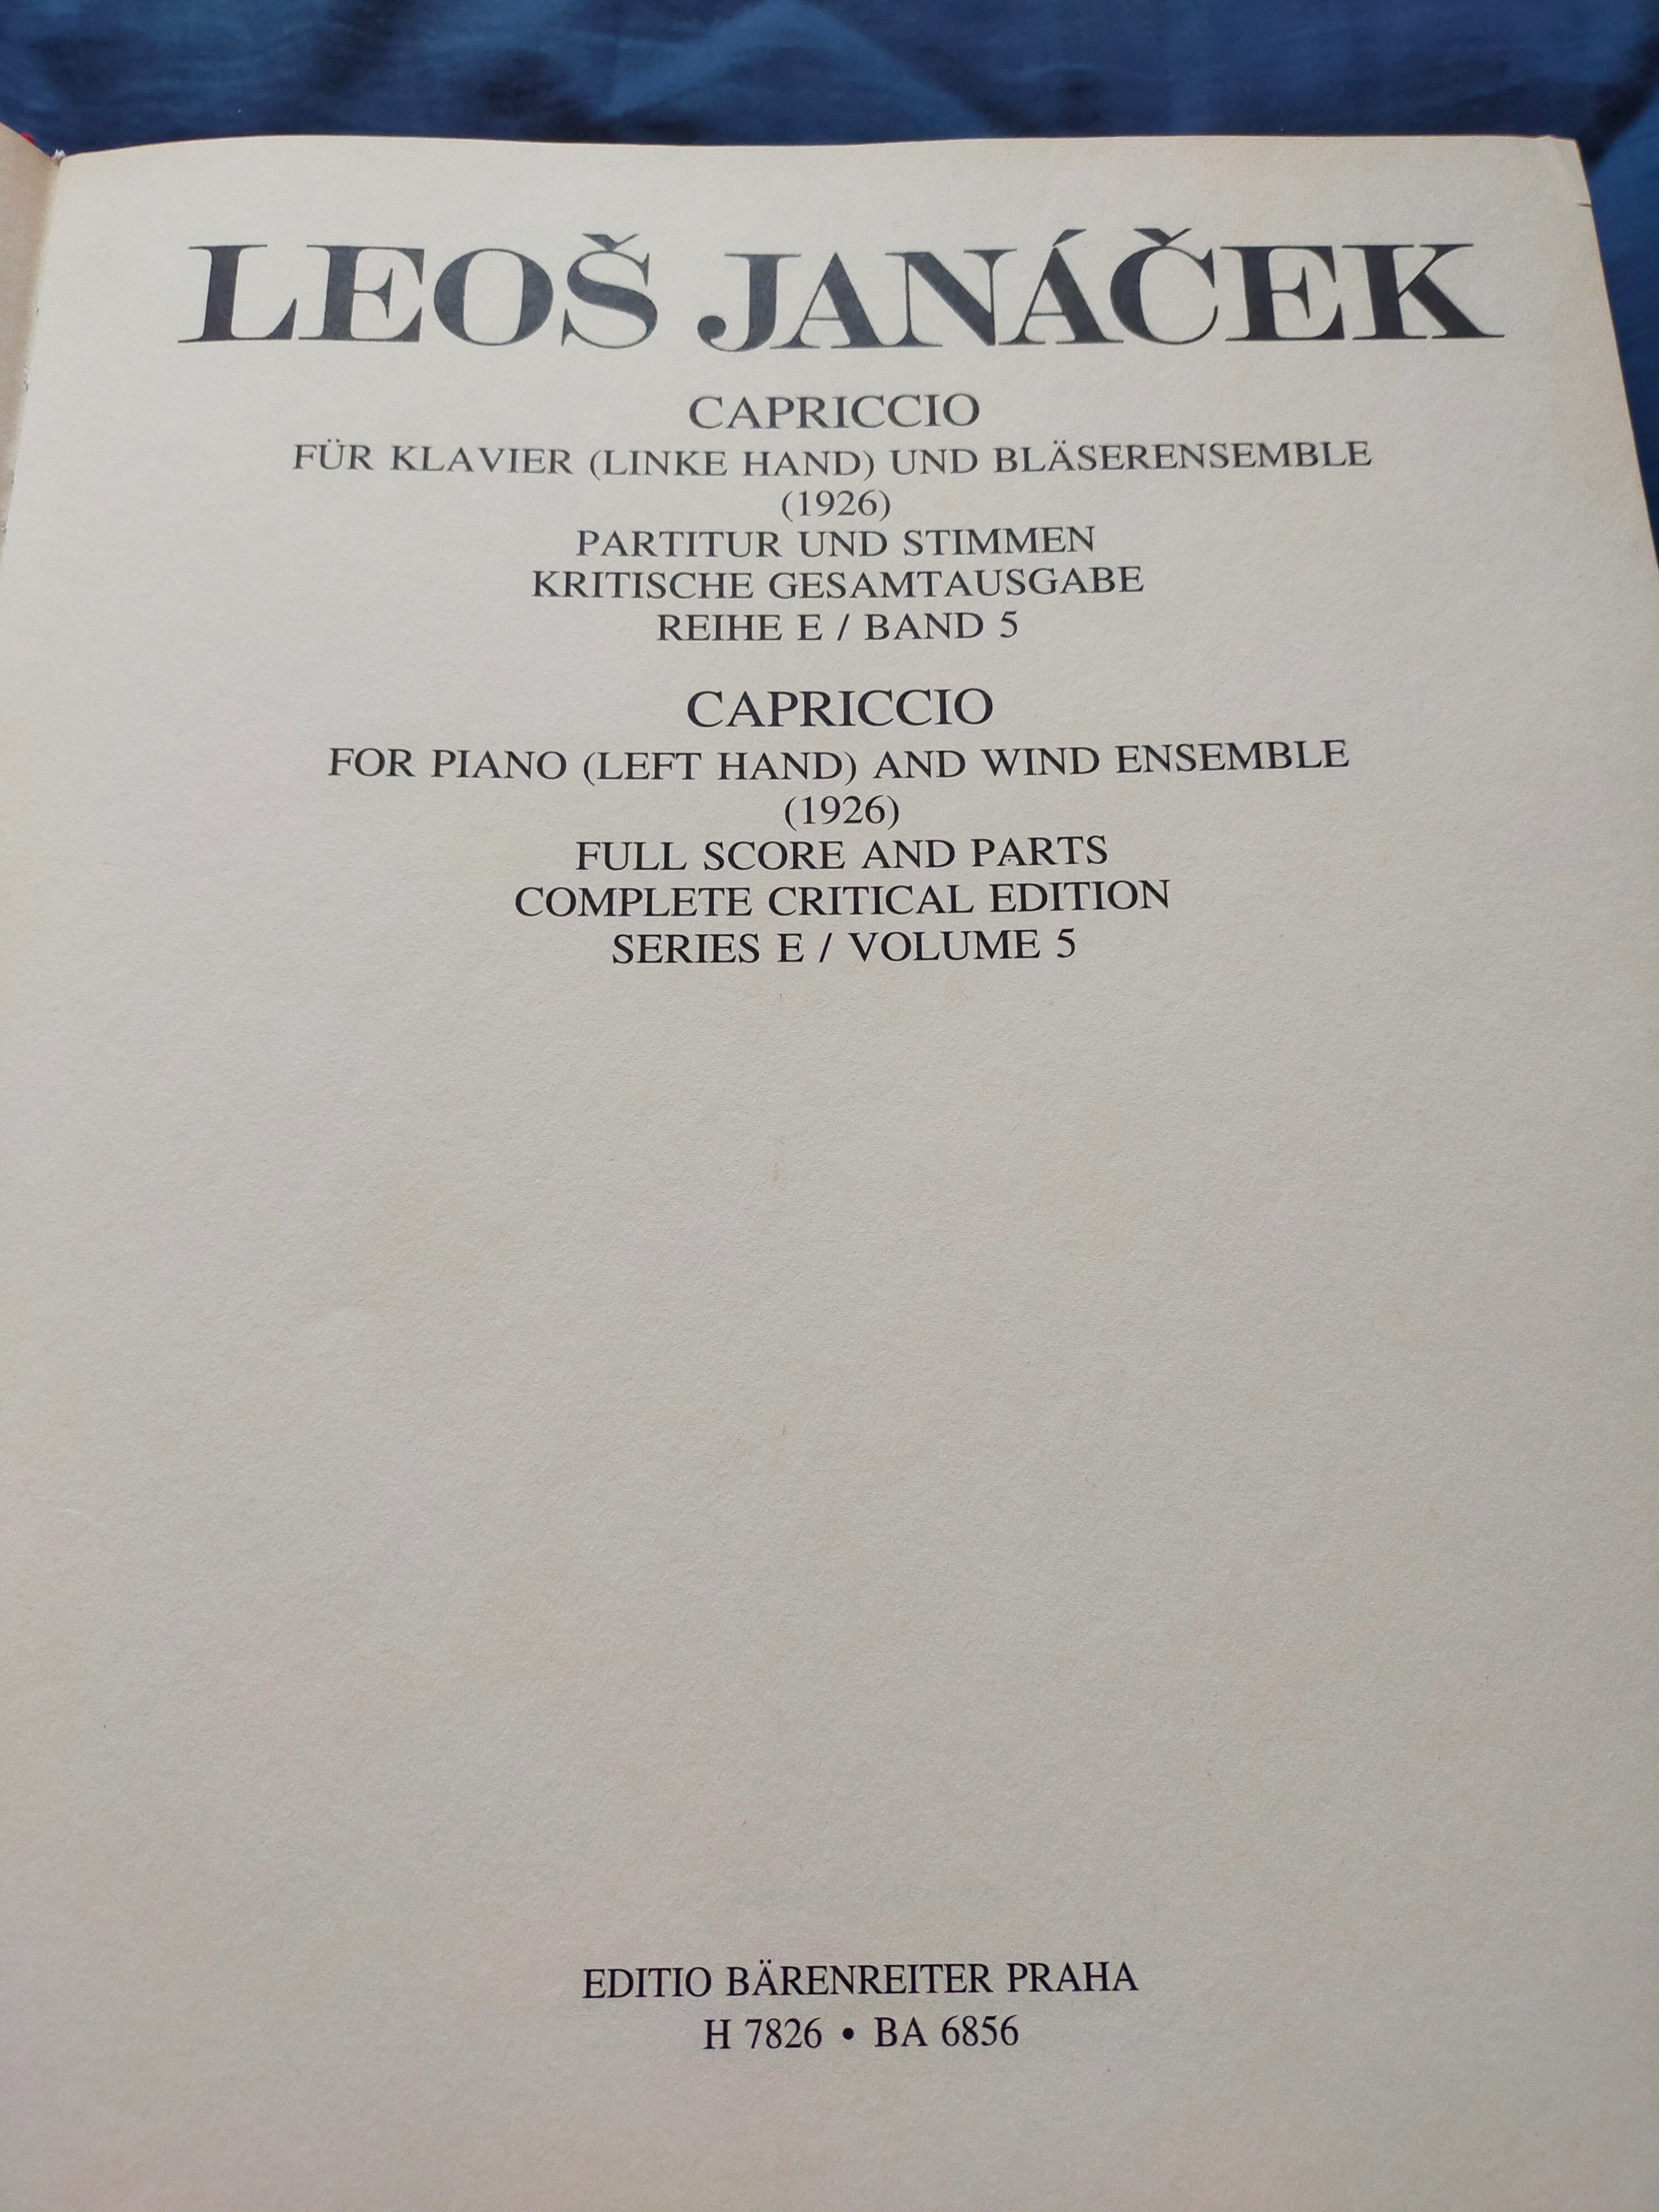 LEOŠ JANÁČEK
CAPRICCIO
FÜR KLAVIER (LINKE HAND) UND BLÄSERENSEMBLE
(1926)
PARTITUR UND STIMMEN
KRITISCHE GESAMTAUSGABE
REIHE E / BAND 5
CAPRICCIO
FOR PIANO (LEFT HAND) AND WIND ENSEMBLE
(1926)
FULL SCORE AND PARTS
COMPLETE CRITICAL EDITION
SERIES E / VOLUME 5
EDITIO BÄRENREITER PRAHA
H 7826 • BA 6856